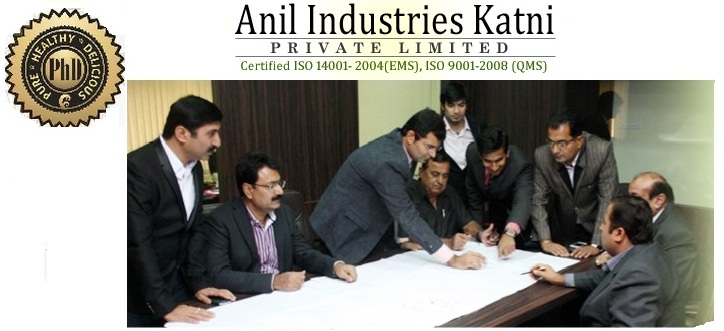 PURE · HEALTHY · DELICIOUS
PhD
Anil Industries Katni
PRIVATE LIMITED
Certified ISO 14001- 2004(EMS), ISO 9001-2008 (QMS)